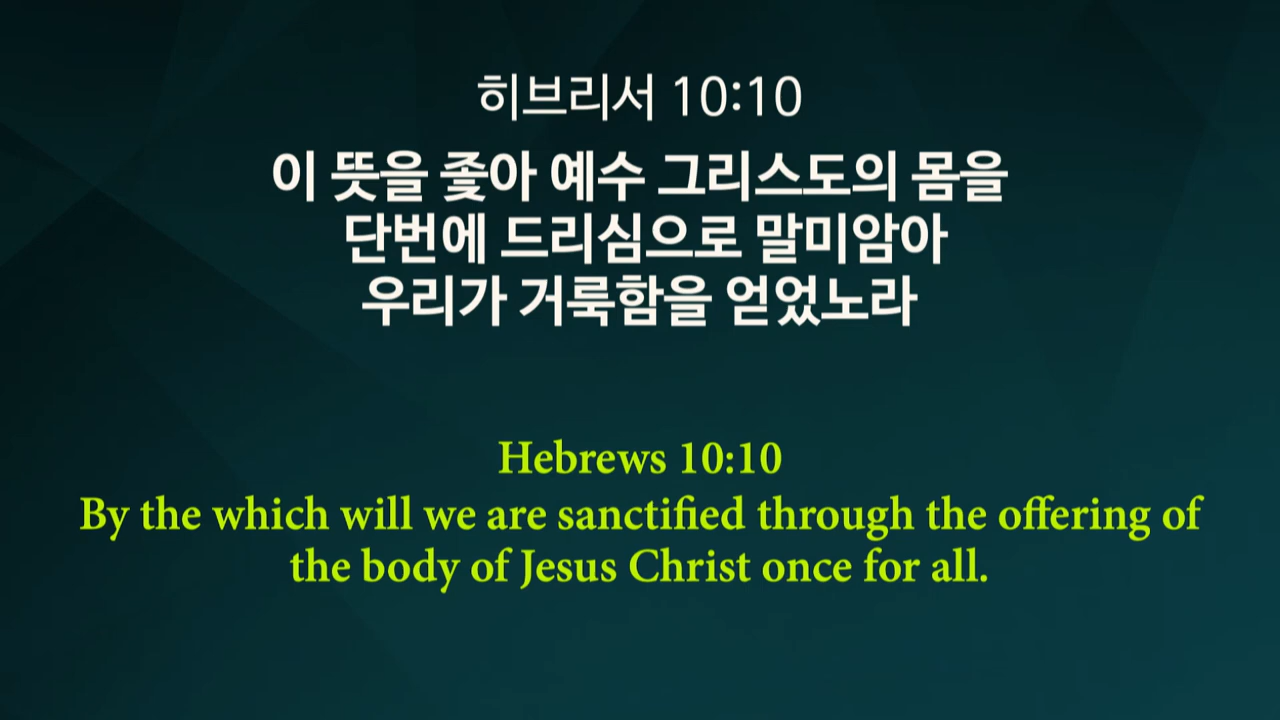 히브리서 10:10
이 뜻을 좇아 예수 그리스도의 몸을
단번에 드리심으로 말미암아
우리가 거룩함을 얻었노라
Hebrews 10:10
By the which will we are sanctified through the offering of
the body of Jesus Christ once for all.